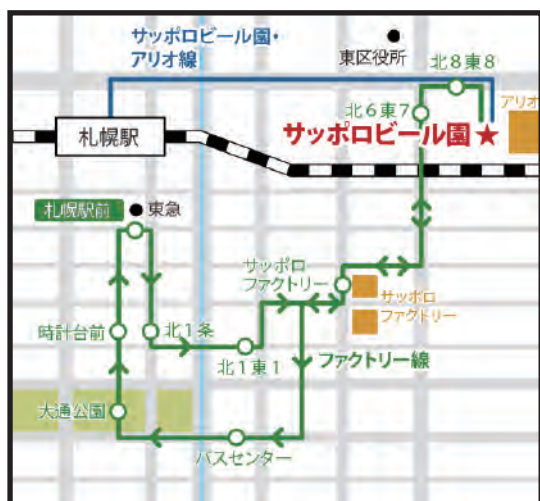 サッポロビール園・
アリオ線
東区役所
北8東8
北6東7
アリオ
札幌駅
サッポロビール園
札幌駅前
東急
サッポロ
ファクトリー
サッポロ
ファクトリー
時計台前
北1条
北1東1
ファクトリー線
大通公園
バスセンター